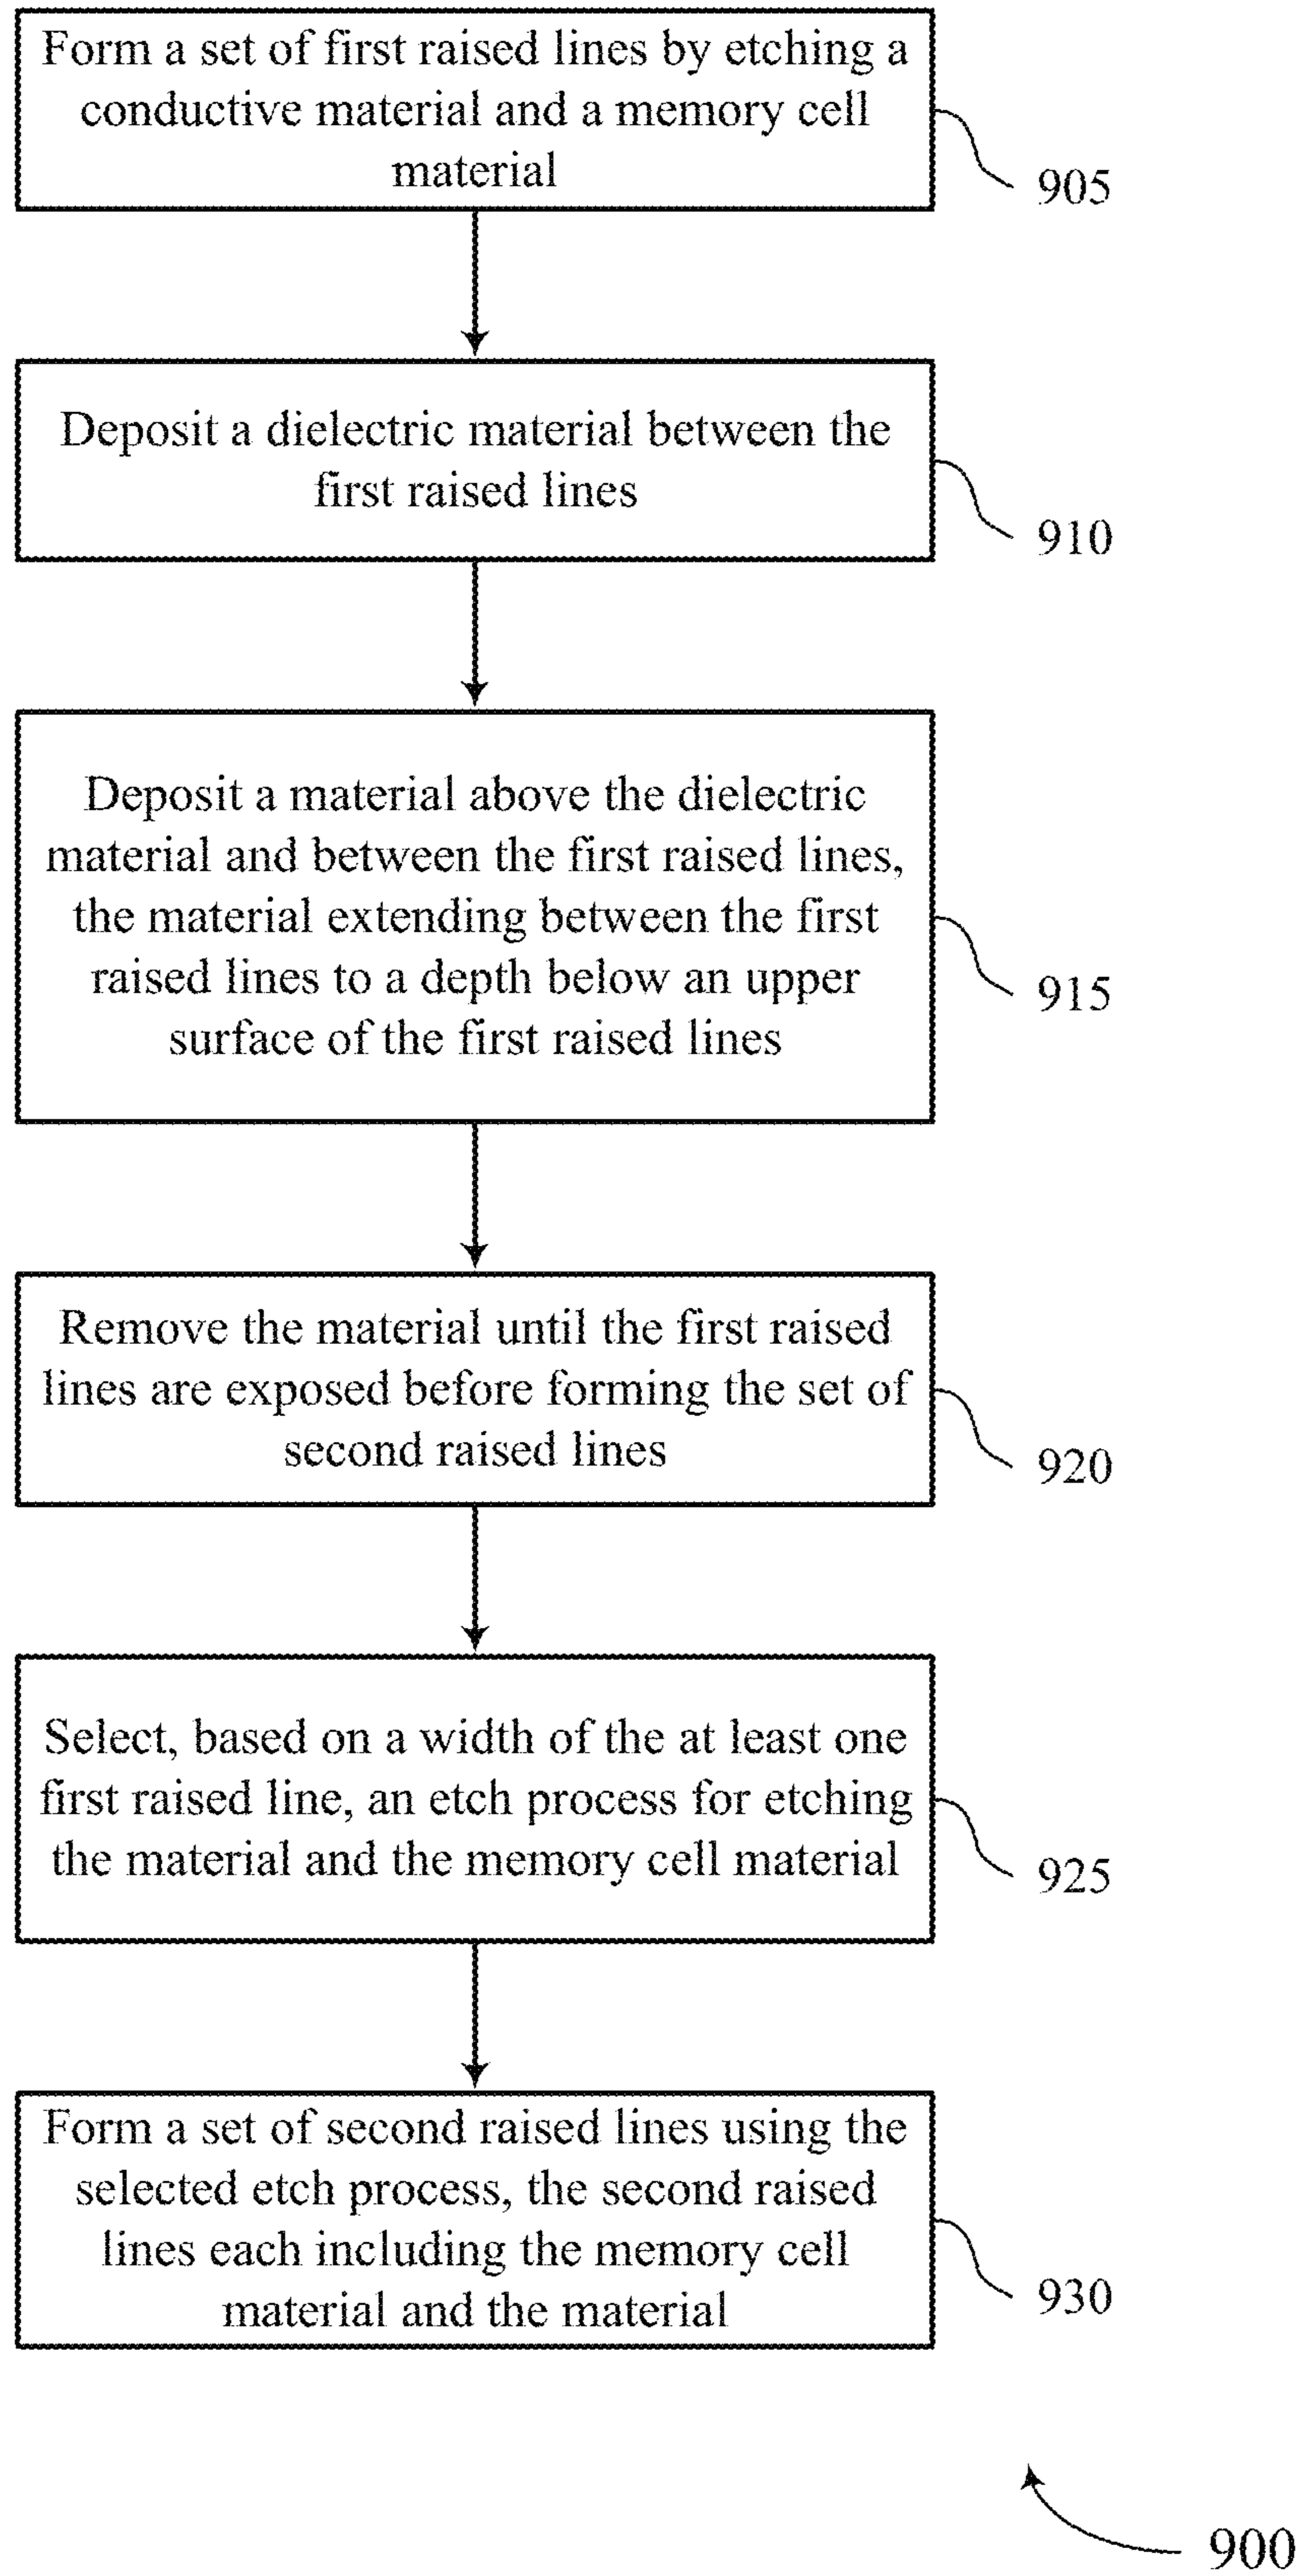 Form a set of first raised lines by etching a
conductive material and a memory cell
material
905
Deposit a dielectric material between the
first raised lines
910
Deposit a material above the dielectric
material and between the first raised lines,
the material extending between the first
raised lines to a depth below an upper
surface of the first raised lines
915
Remove the material until the first raised
lines are exposed before forming the set of
second raised lines
920
Select, based on a width of the at least one
first raised line, an etch process for etching
the material and the memory cell material
925
Form a set of second raised lines using the
selected etch process, the second raised
lines each including the memory cell
material and the material
930
900